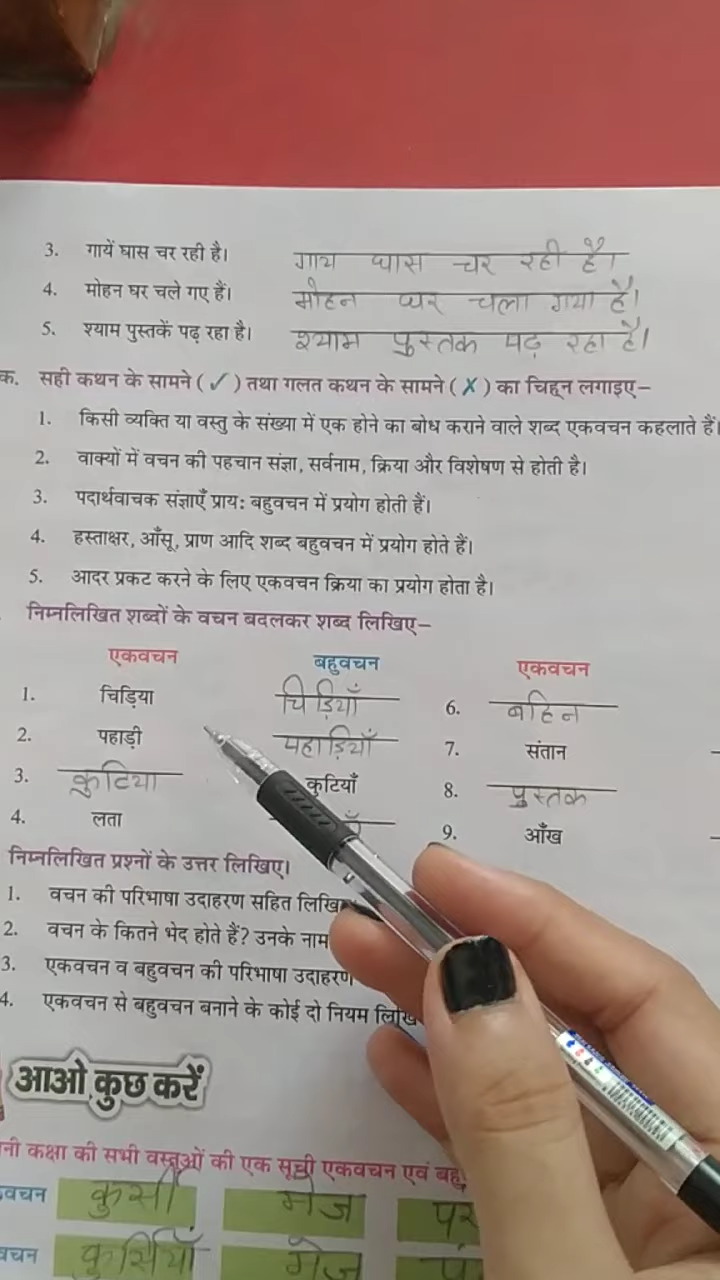 3. गायें घास चर रही है। गाय घास चर रही है।
4. मोहन घर चले गए हैं। मोहन घर चला गया है।
5. श्याम पुस्तकें पढ़ रहा है। श्याम पुस्तक पढ़ रहा है।
क. सही कथन के सामने (✓) तथा गलत कथन के सामने (✗) का चिह्न लगाइए–
1. किसी व्यक्ति या वस्तु के संख्या में एक होने का बोध कराने वाले शब्द एकवचन कहलाते हैं।
2. वाक्यों में वचन की पहचान संज्ञा, सर्वनाम, क्रिया और विशेषण से होती है।
3. पदार्थवाचक संज्ञाएँ प्राय: बहुवचन में प्रयोग होती हैं।
4. हस्ताक्षर, आँसू, प्राण आदि शब्द बहुवचन में प्रयोग होते हैं।
5. आदर प्रकट करने के लिए एकवचन क्रिया का प्रयोग होता है।
निम्नलिखित शब्दों के वचन बदलकर शब्द लिखिए–
एकवचन बहुवचन एकवचन
1. चिड़िया चिड़ियाँ 6. बहिन
2. पहाड़ी पहाड़ियाँ 7. संतान
3. कुटिया कुटियाँ 8. पुस्तक
4. लता 9. आँख
निम्नलिखित प्रश्नों के उत्तर लिखिए।
1. वचन की परिभाषा उदाहरण सहित
2. वचन के कितने भेद होते हैं? उनके नाम
3. एकवचन व बहुवचन की परिभाषा उदाहरण
4. एकवचन से बहुवचन बनाने के कोई दो नियम
आओ कुछ करें
कक्षा की सभी वस्तुओं की एक सूची एकवचन एवं
कुर्सी मेज
कुर्सियाँ मेज